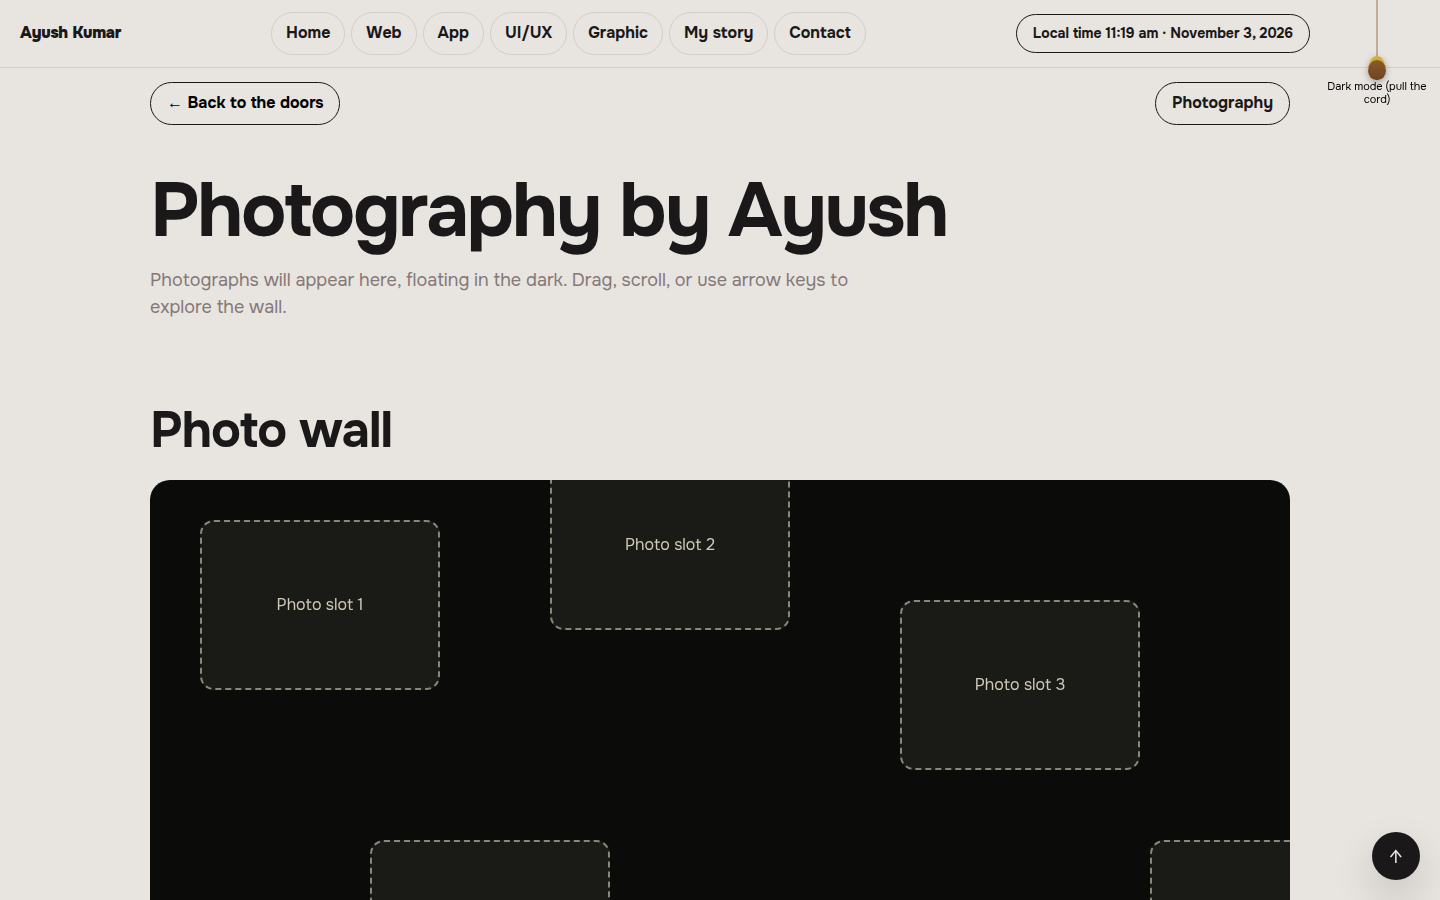 Ayush Kumar
Home
Web
App
UI/UX
Graphic
My story
Contact
Local time 11:19 am · November 3, 2026
Dark mode (pull the
cord)
← Back to the doors
Photography
Photography by Ayush
Photographs will appear here, floating in the dark. Drag, scroll, or use arrow keys to
explore the wall.
Photo wall
Photo slot 1
Photo slot 2
Photo slot 3